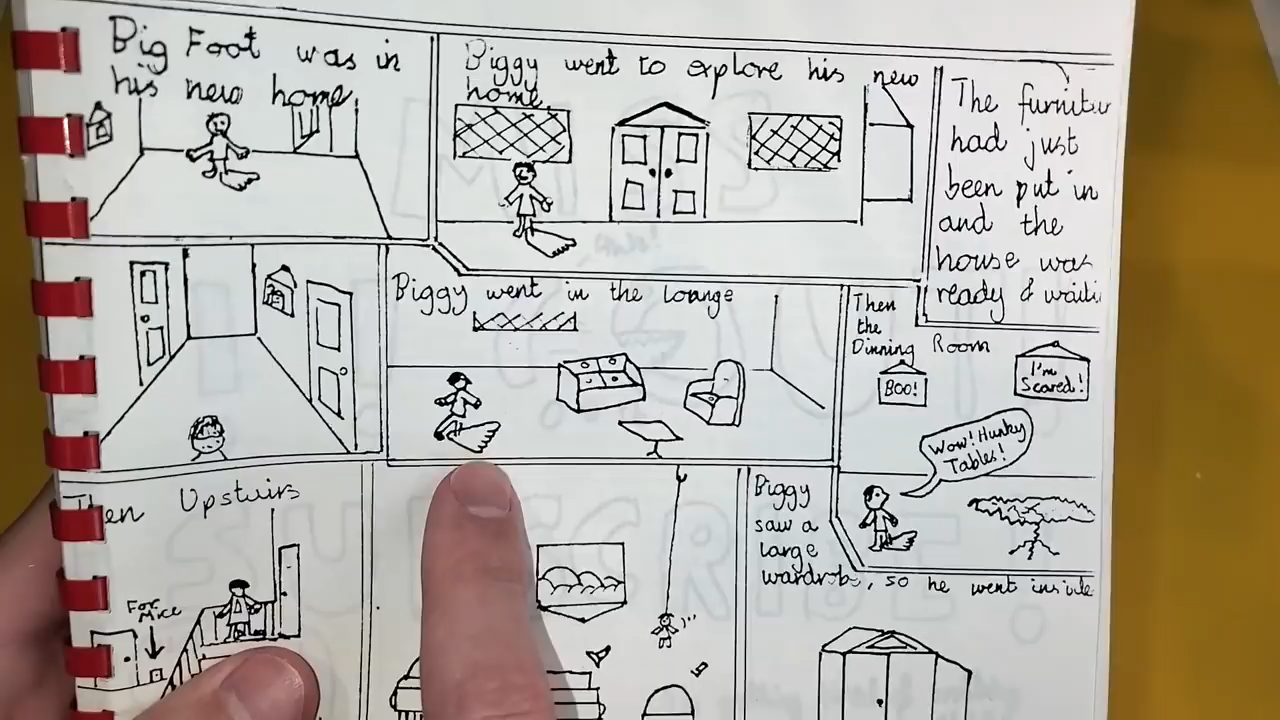 Big Foot was in
his new home.
Biggy went to explore his new
home.
The furnitur
had just
been put in
and the
house was
ready & waiti
Biggy went in the lounge
Then
the
Dinning Room
BOO!
I'm
Scared!
Wow! Hunky
Tables!
Then Upstairs
For
Mice
Biggy
saw a
large
wardrobe, so he went inside